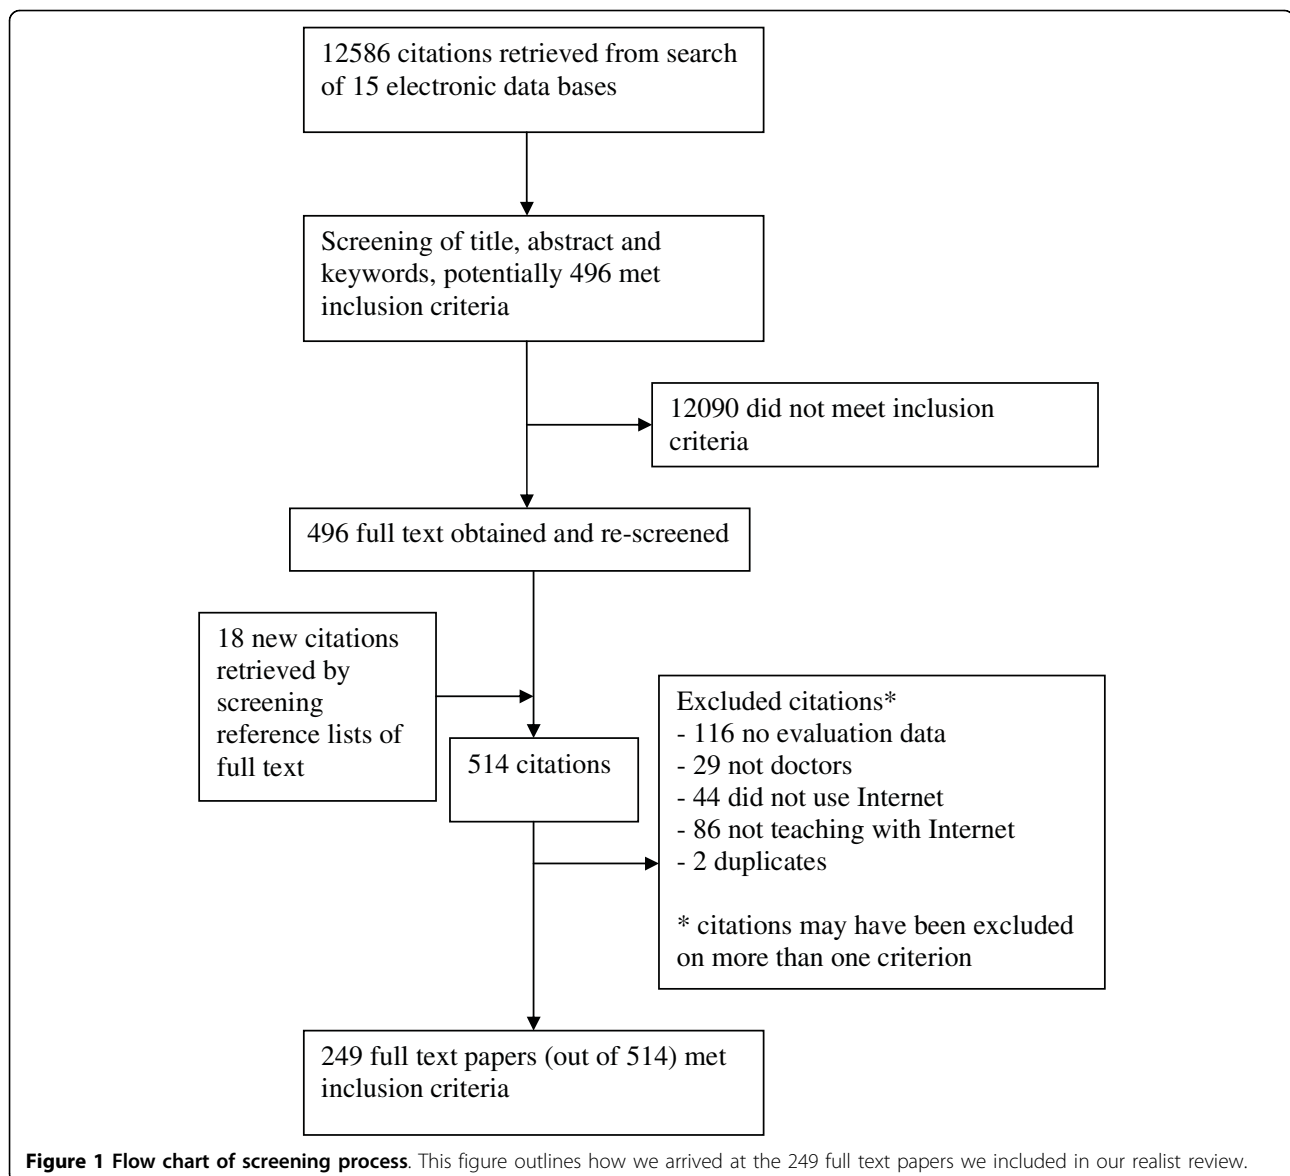 12586 citations retrieved from search
of 15 electronic data bases
Screening of title, abstract and
keywords, potentially 496 met
inclusion criteria
12090 did not meet inclusion
criteria
496 full text obtained and re-screened
18 new citations
retrieved by
screening
reference lists of
full text
514 citations
Excluded citations*
- 116 no evaluation data
- 29 not doctors
- 44 did not use Internet
- 86 not teaching with Internet
- 2 duplicates
* citations may have been excluded
on more than one criterion
249 full text papers (out of 514) met
inclusion criteria
Figure 1 Flow chart of screening process. This figure outlines how we arrived at the 249 full text papers we included in our realist review.